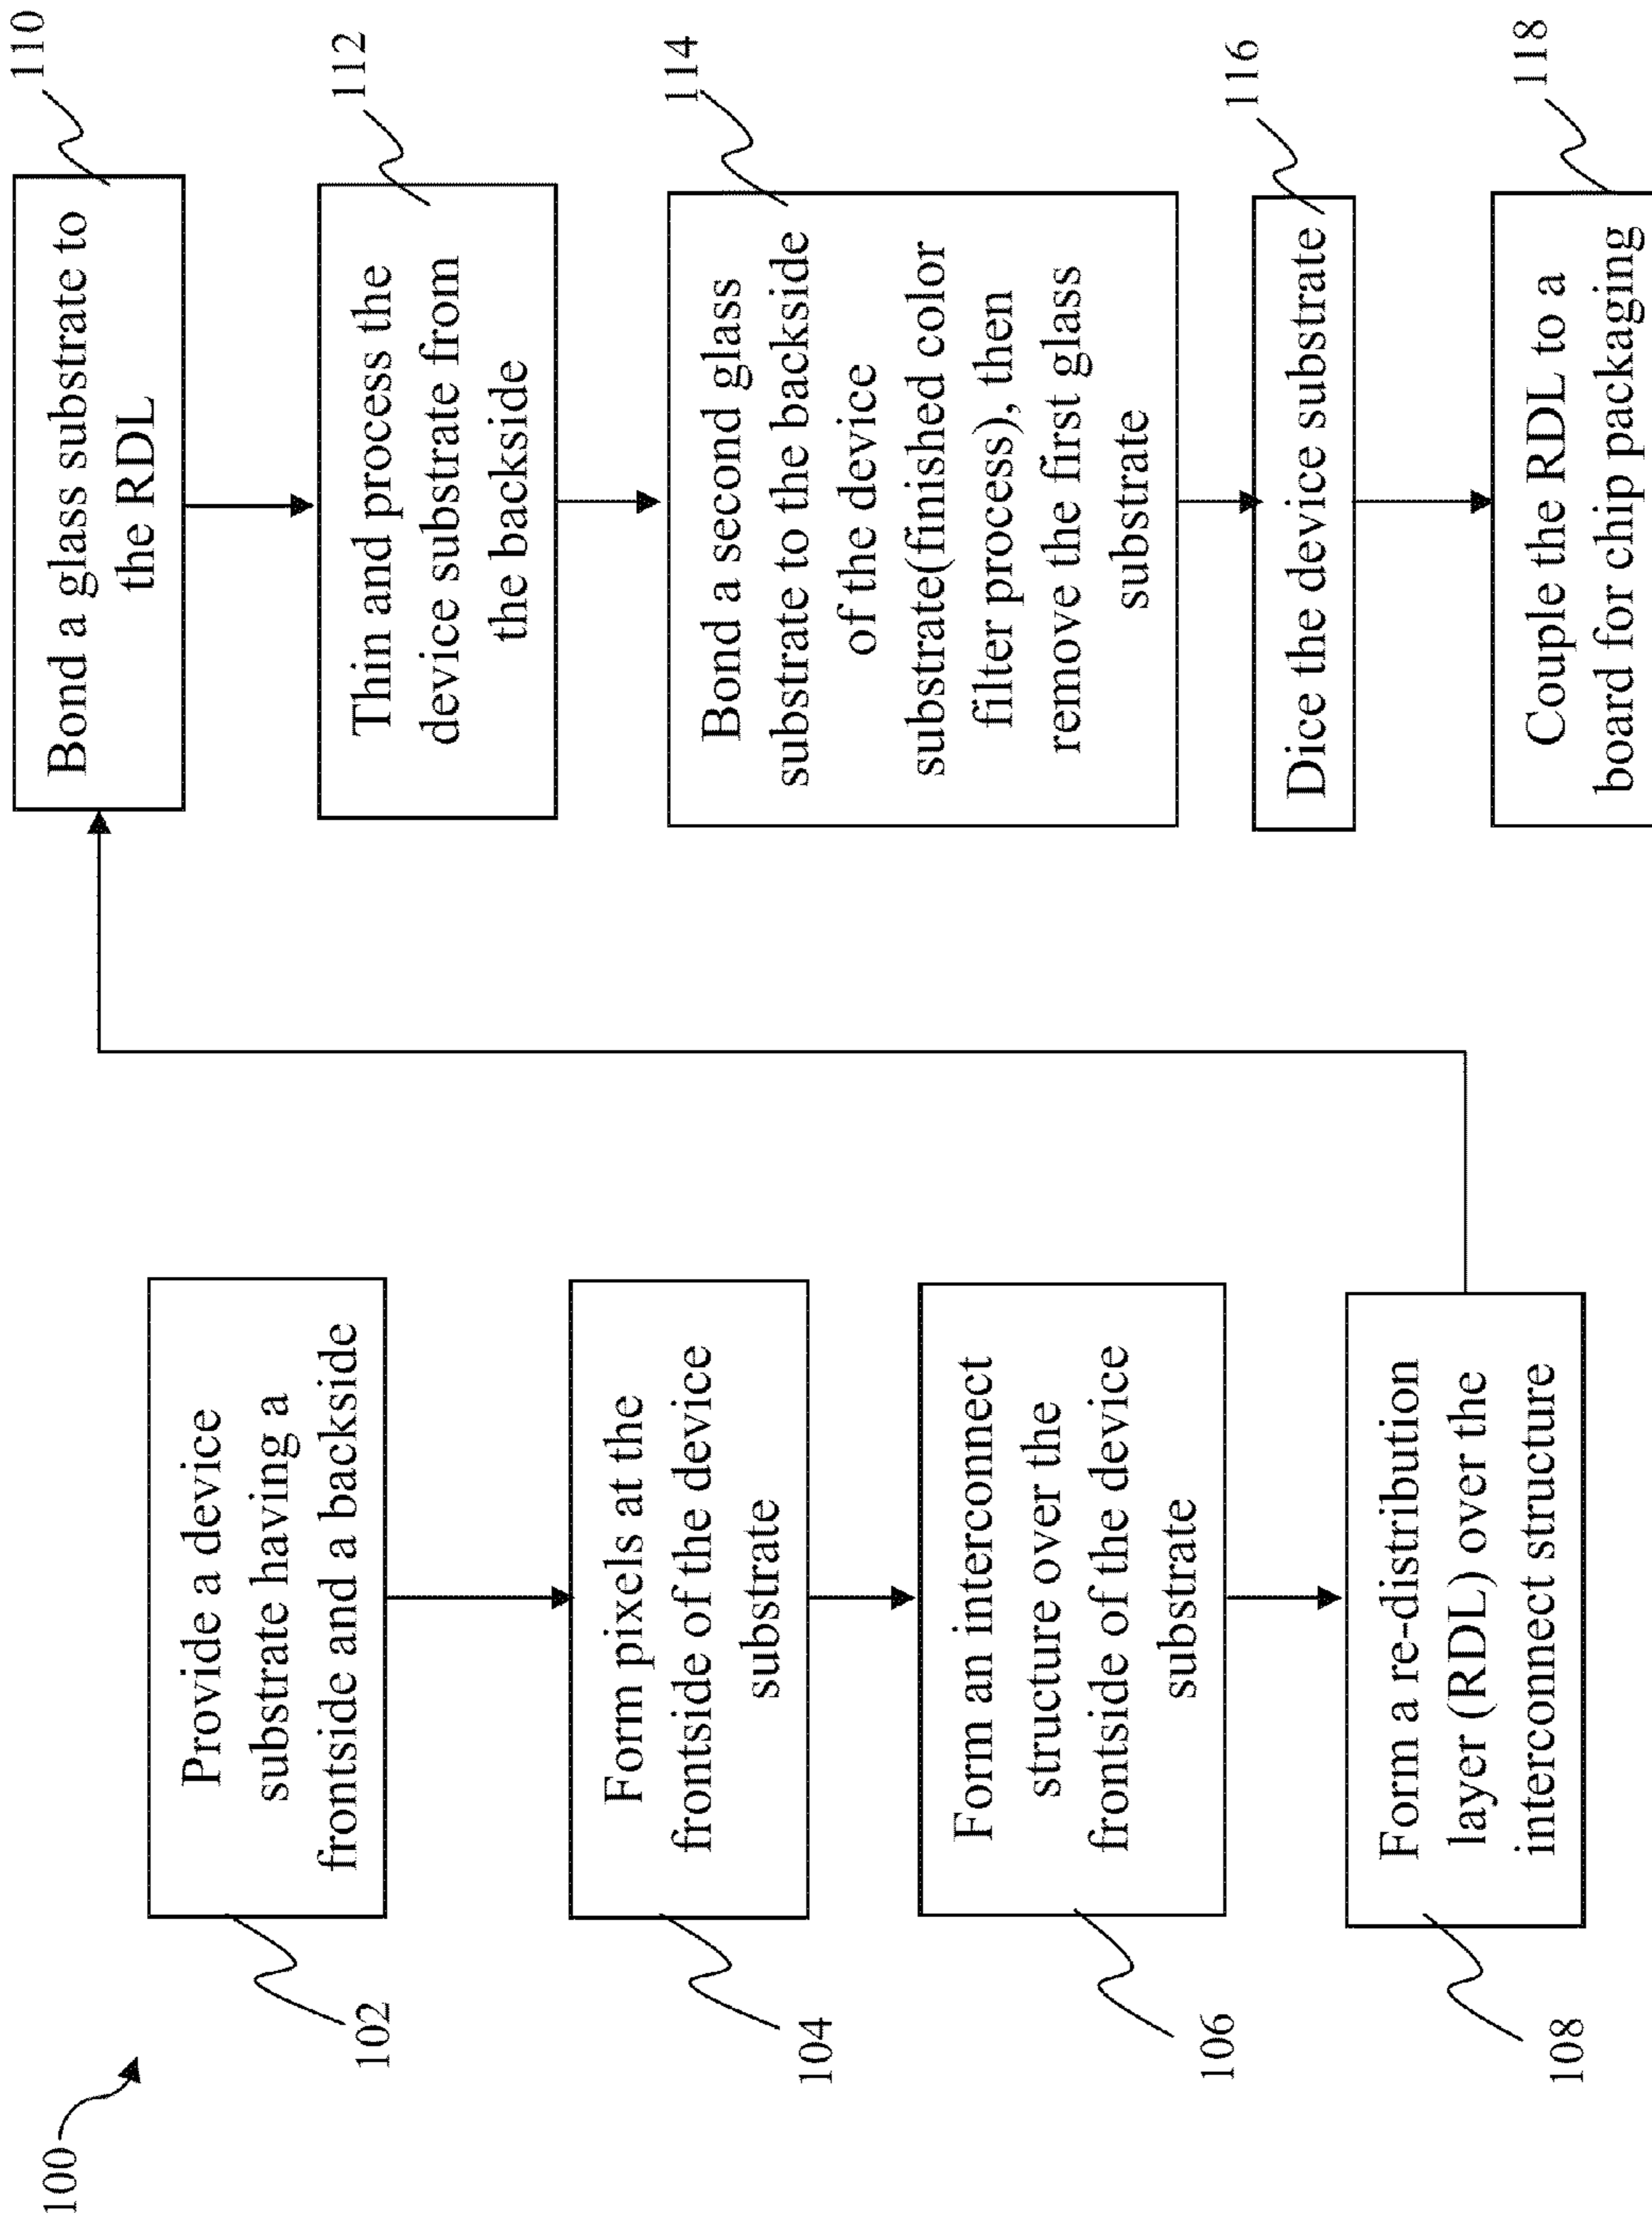 100
Provide a device
substrate having a
frontside and a backside
102
Form pixels at the
frontside of the device
substrate
104
Form an interconnect
structure over the
frontside of the device
substrate
106
Form a re-distribution
layer (RDL) over the
interconnect structure
108
Bond a glass substrate to
the RDL
110
Thin and process the
device substrate from
the backside
112
Bond a second glass
substrate to the backside
of the device
substrate(finished color
filter process), then
remove the first glass
substrate
114
Dice the device substrate
116
Couple the RDL to a
board for chip packaging
118